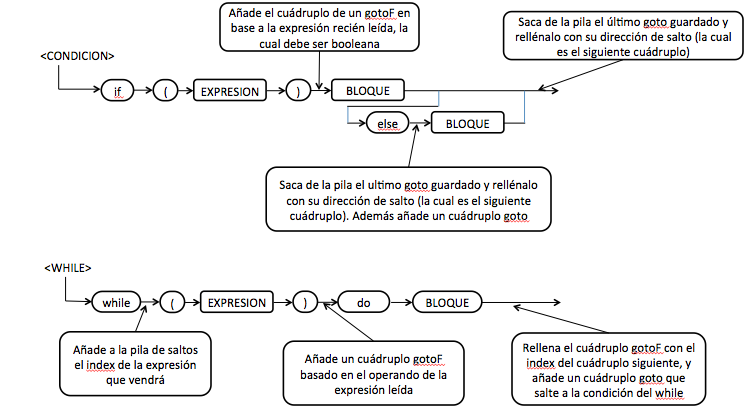 Añade el cuádruplo de un gotoF en
base a la expresión recién leída, la
cual debe ser booleana
Saca de la pila el último goto guardado y
rellénalo con su dirección de salto (la cual
es el siguiente cuádruplo)
<CONDICION>
if ( EXPRESION ) BLOQUE
else BLOQUE
Saca de la pila el ultimo goto guardado y rellénalo
con su dirección de salto (la cual es el siguiente
cuádruplo). Además añade un cuádruplo goto
<WHILE>
while ( EXPRESION ) do BLOQUE
Añade a la pila de saltos
el index de la expresión
que vendrá
Añade un cuádruplo gotoF
basado en el operando de la
expresión leída
Rellena el cuádruplo gotoF con el
index del cuádruplo siguiente, y
añade un cuádruplo goto que
salte a la condición del while